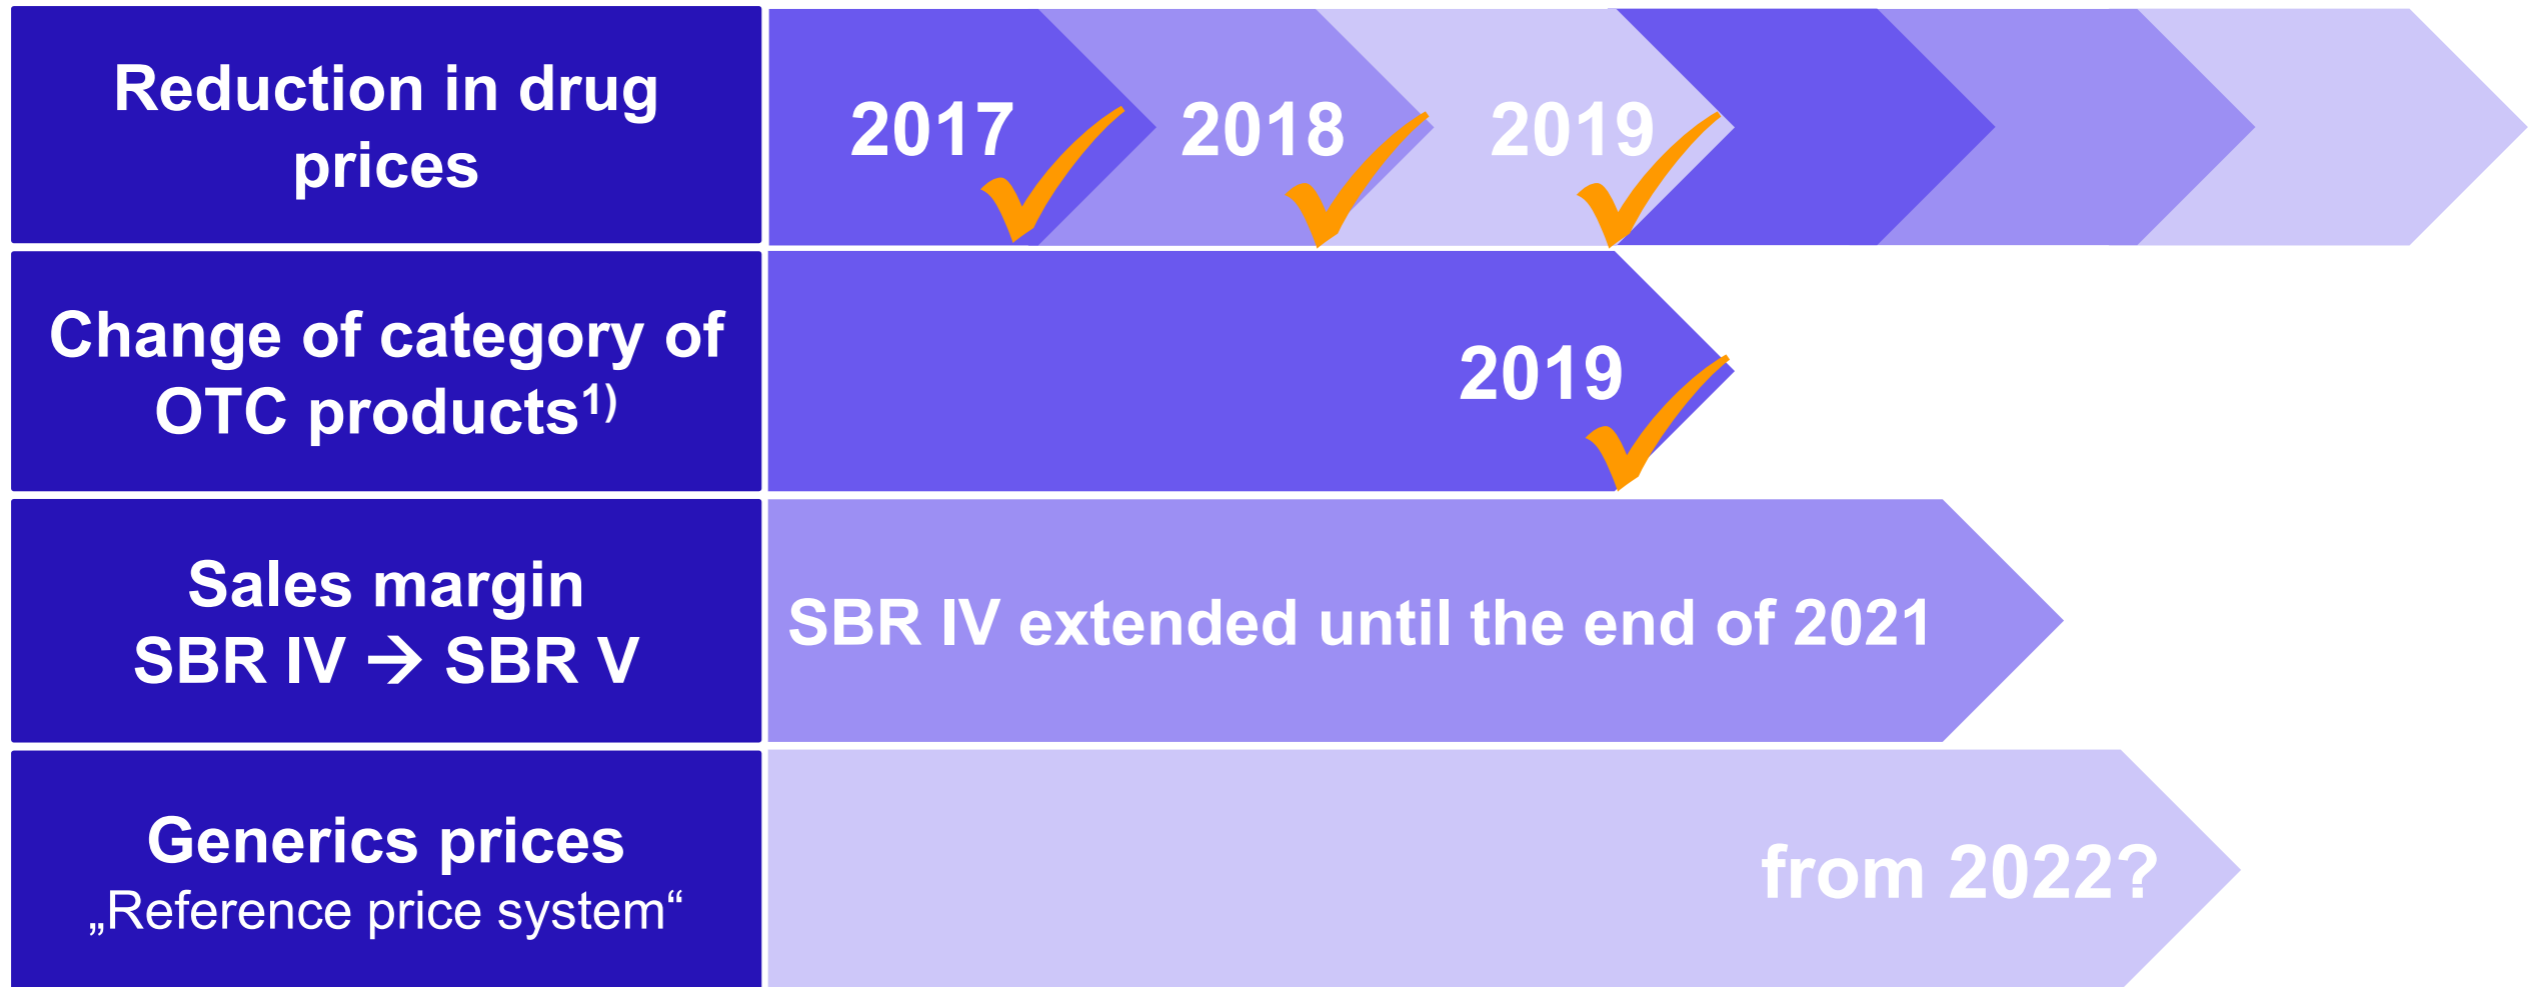 Reduction in drug
prices
2017
2018
2019
Change of category of
OTC products¹⁾
2019
Sales margin
SBR IV → SBR V
SBR IV extended until the end of 2021
Generics prices
„Reference price system“
from 2022?